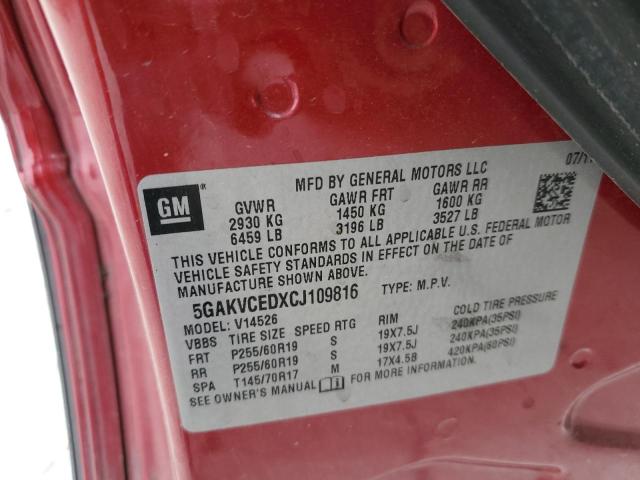 GM
MFD BY GENERAL MOTORS LLC
07/1
GVWR GAWR FRT GAWR RR
2930 KG 1450 KG 1600 KG
6459 LB 3196 LB 3527 LB
THIS VEHICLE CONFORMS TO ALL APPLICABLE U.S. FEDERAL MOTOR
VEHICLE SAFETY STANDARDS IN EFFECT ON THE DATE OF
MANUFACTURE SHOWN ABOVE.
5GAKVCEDXCJ109816 TYPE: M.P.V.
MODEL: V14526
VBBS TIRE SIZE SPEED RTG RIM COLD TIRE PRESSURE
FRT P255/60R19 S 19X7.5J 240KPA(35PSI)
RR P255/60R19 S 19X7.5J 240KPA(35PSI)
SPA T145/70R17 M 17X4.5B 420KPA(60PSI)
SEE OWNER'S MANUAL FOR MORE INFORMATION.